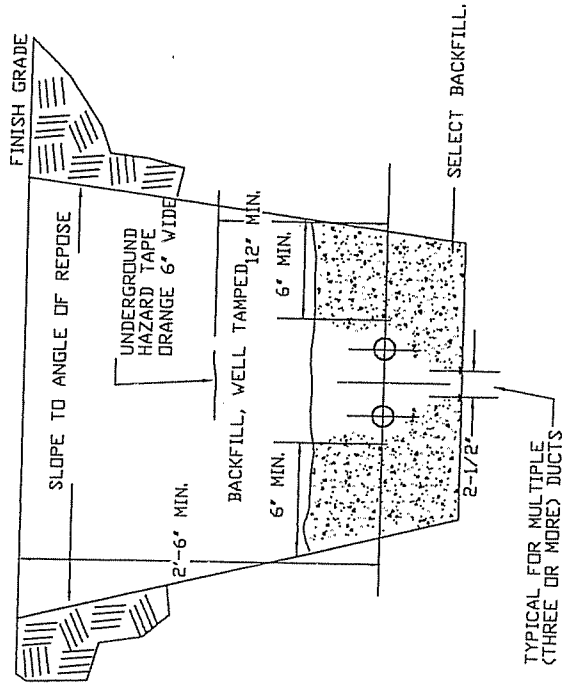 FINISH GRADE
SLOPE TO ANGLE OF REPOSE
UNDERGROUND
HAZARD TAPE
ORANGE 6" WIDE
2'-6" MIN.
BACKFILL, WELL TAMPED
12" MIN.
6" MIN.
6" MIN.
2-1/2"
SELECT BACKFILL.
TYPICAL FOR MULTIPLE
(THREE OR MORE) DUCTS